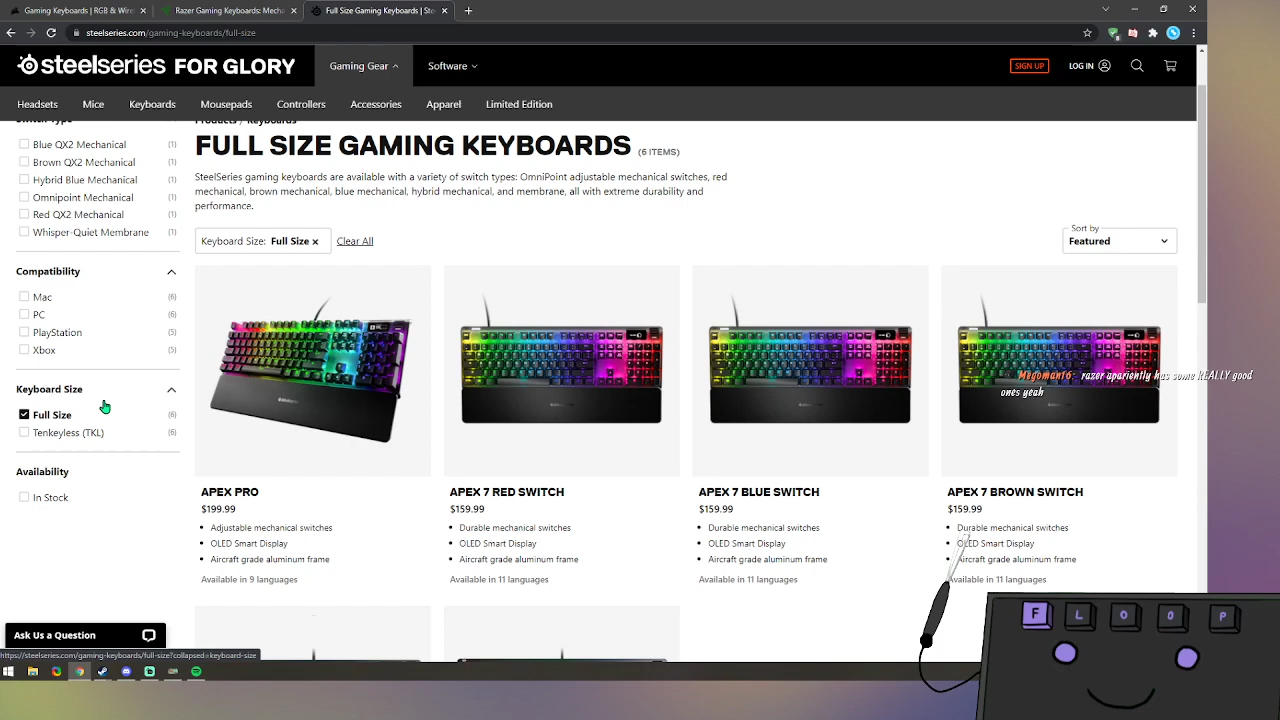 Gaming Keyboards | RGB & Wirel
Razer Gaming Keyboards: Mecha
Full Size Gaming Keyboards | Ste
steelseries.com/gaming-keyboards/full-size
steelseries FOR GLORY
Gaming Gear
Software
SIGN UP
LOG IN
Headsets
Mice
Keyboards
Mousepads
Controllers
Accessories
Apparel
Limited Edition
Switch Type
Blue QX2 Mechanical (1)
Brown QX2 Mechanical (1)
Hybrid Blue Mechanical (1)
Omnipoint Mechanical (1)
Red QX2 Mechanical (1)
Whisper-Quiet Membrane (1)
Compatibility
Mac (6)
PC (6)
PlayStation (5)
Xbox (5)
Keyboard Size
Full Size (6)
Tenkeyless (TKL) (6)
Availability
In Stock
Ask Us a Question
https://steelseries.com/gaming-keyboards/full-size?collapsed=keyboard-size
Products / Keyboards
FULL SIZE GAMING KEYBOARDS (6 ITEMS)
SteelSeries gaming keyboards are available with a variety of switch types: OmniPoint adjustable mechanical switches, red
mechanical, brown mechanical, blue mechanical, hybrid mechanical, and membrane, all with extreme durability and
performance.
Keyboard Size: Full Size ×
Clear All
Sort by
Featured
APEX PRO
$199.99
Adjustable mechanical switches
OLED Smart Display
Aircraft grade aluminum frame
Available in 9 languages
APEX 7 RED SWITCH
$159.99
Durable mechanical switches
OLED Smart Display
Aircraft grade aluminum frame
Available in 11 languages
APEX 7 BLUE SWITCH
$159.99
Durable mechanical switches
OLED Smart Display
Aircraft grade aluminum frame
Available in 11 languages
APEX 7 BROWN SWITCH
$159.99
Durable mechanical switches
OLED Smart Display
Aircraft grade aluminum frame
Available in 11 languages
Megoman16: razor apariently has some REALLY good
ones yeah
F L O O P